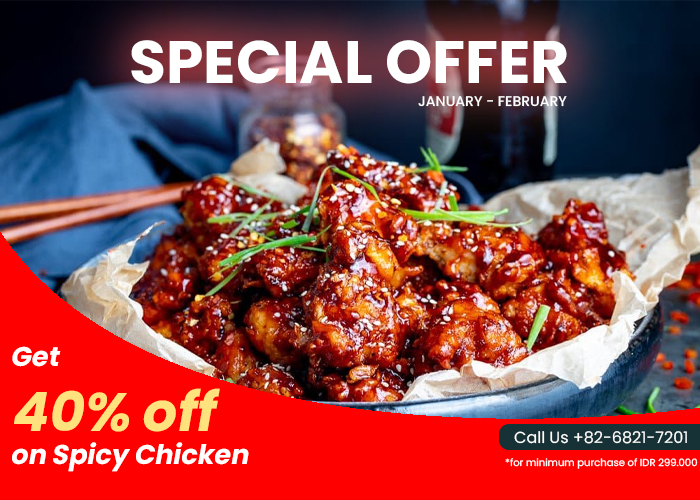 SPECIAL OFFER
JANUARY - FEBRUARY
Get
40% off
on Spicy Chicken
Call Us +82-6821-7201
*for minimum purchase of IDR 299.000